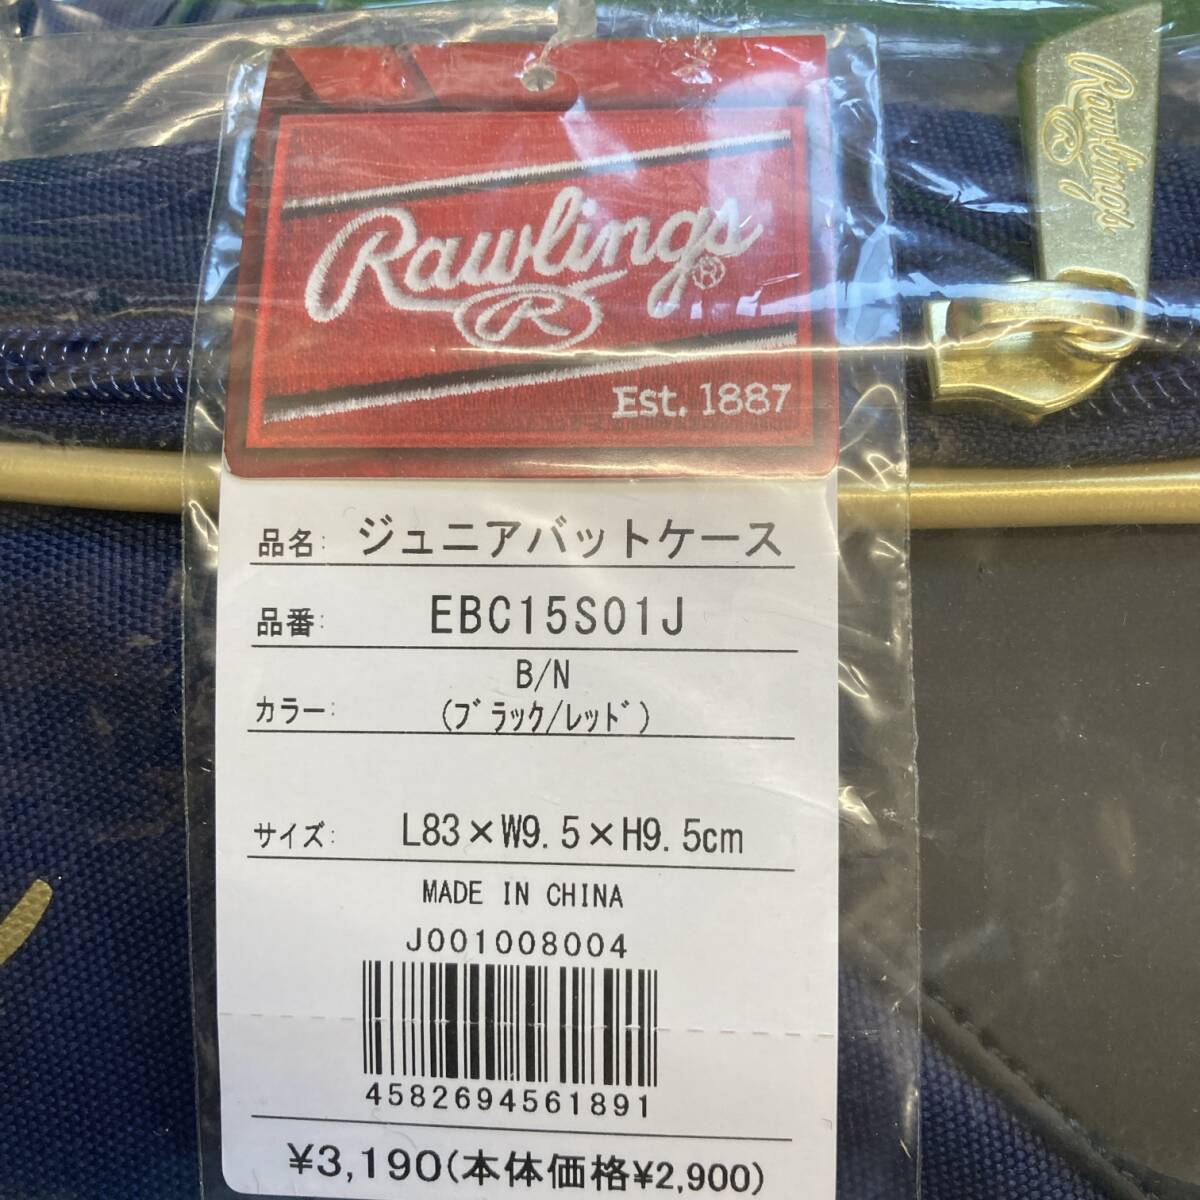 Rawlings
R
Est. 1887
Rawlings
R
品名: ジュニアバットケース
品番: EBC15S01J
B/N
カラー: (ﾌﾞﾗｯｸ/ﾚｯﾄﾞ)
サイズ: L83×W9.5×H9.5cm
MADE IN CHINA
J001008004
4582694561891
¥3,190(本体価格¥2,900)